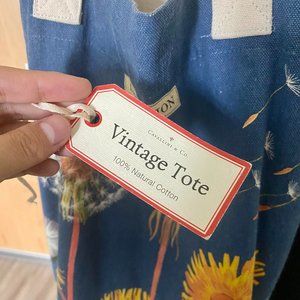 CAVALLINI & CO.
Vintage Tote
100% Natural Cotton